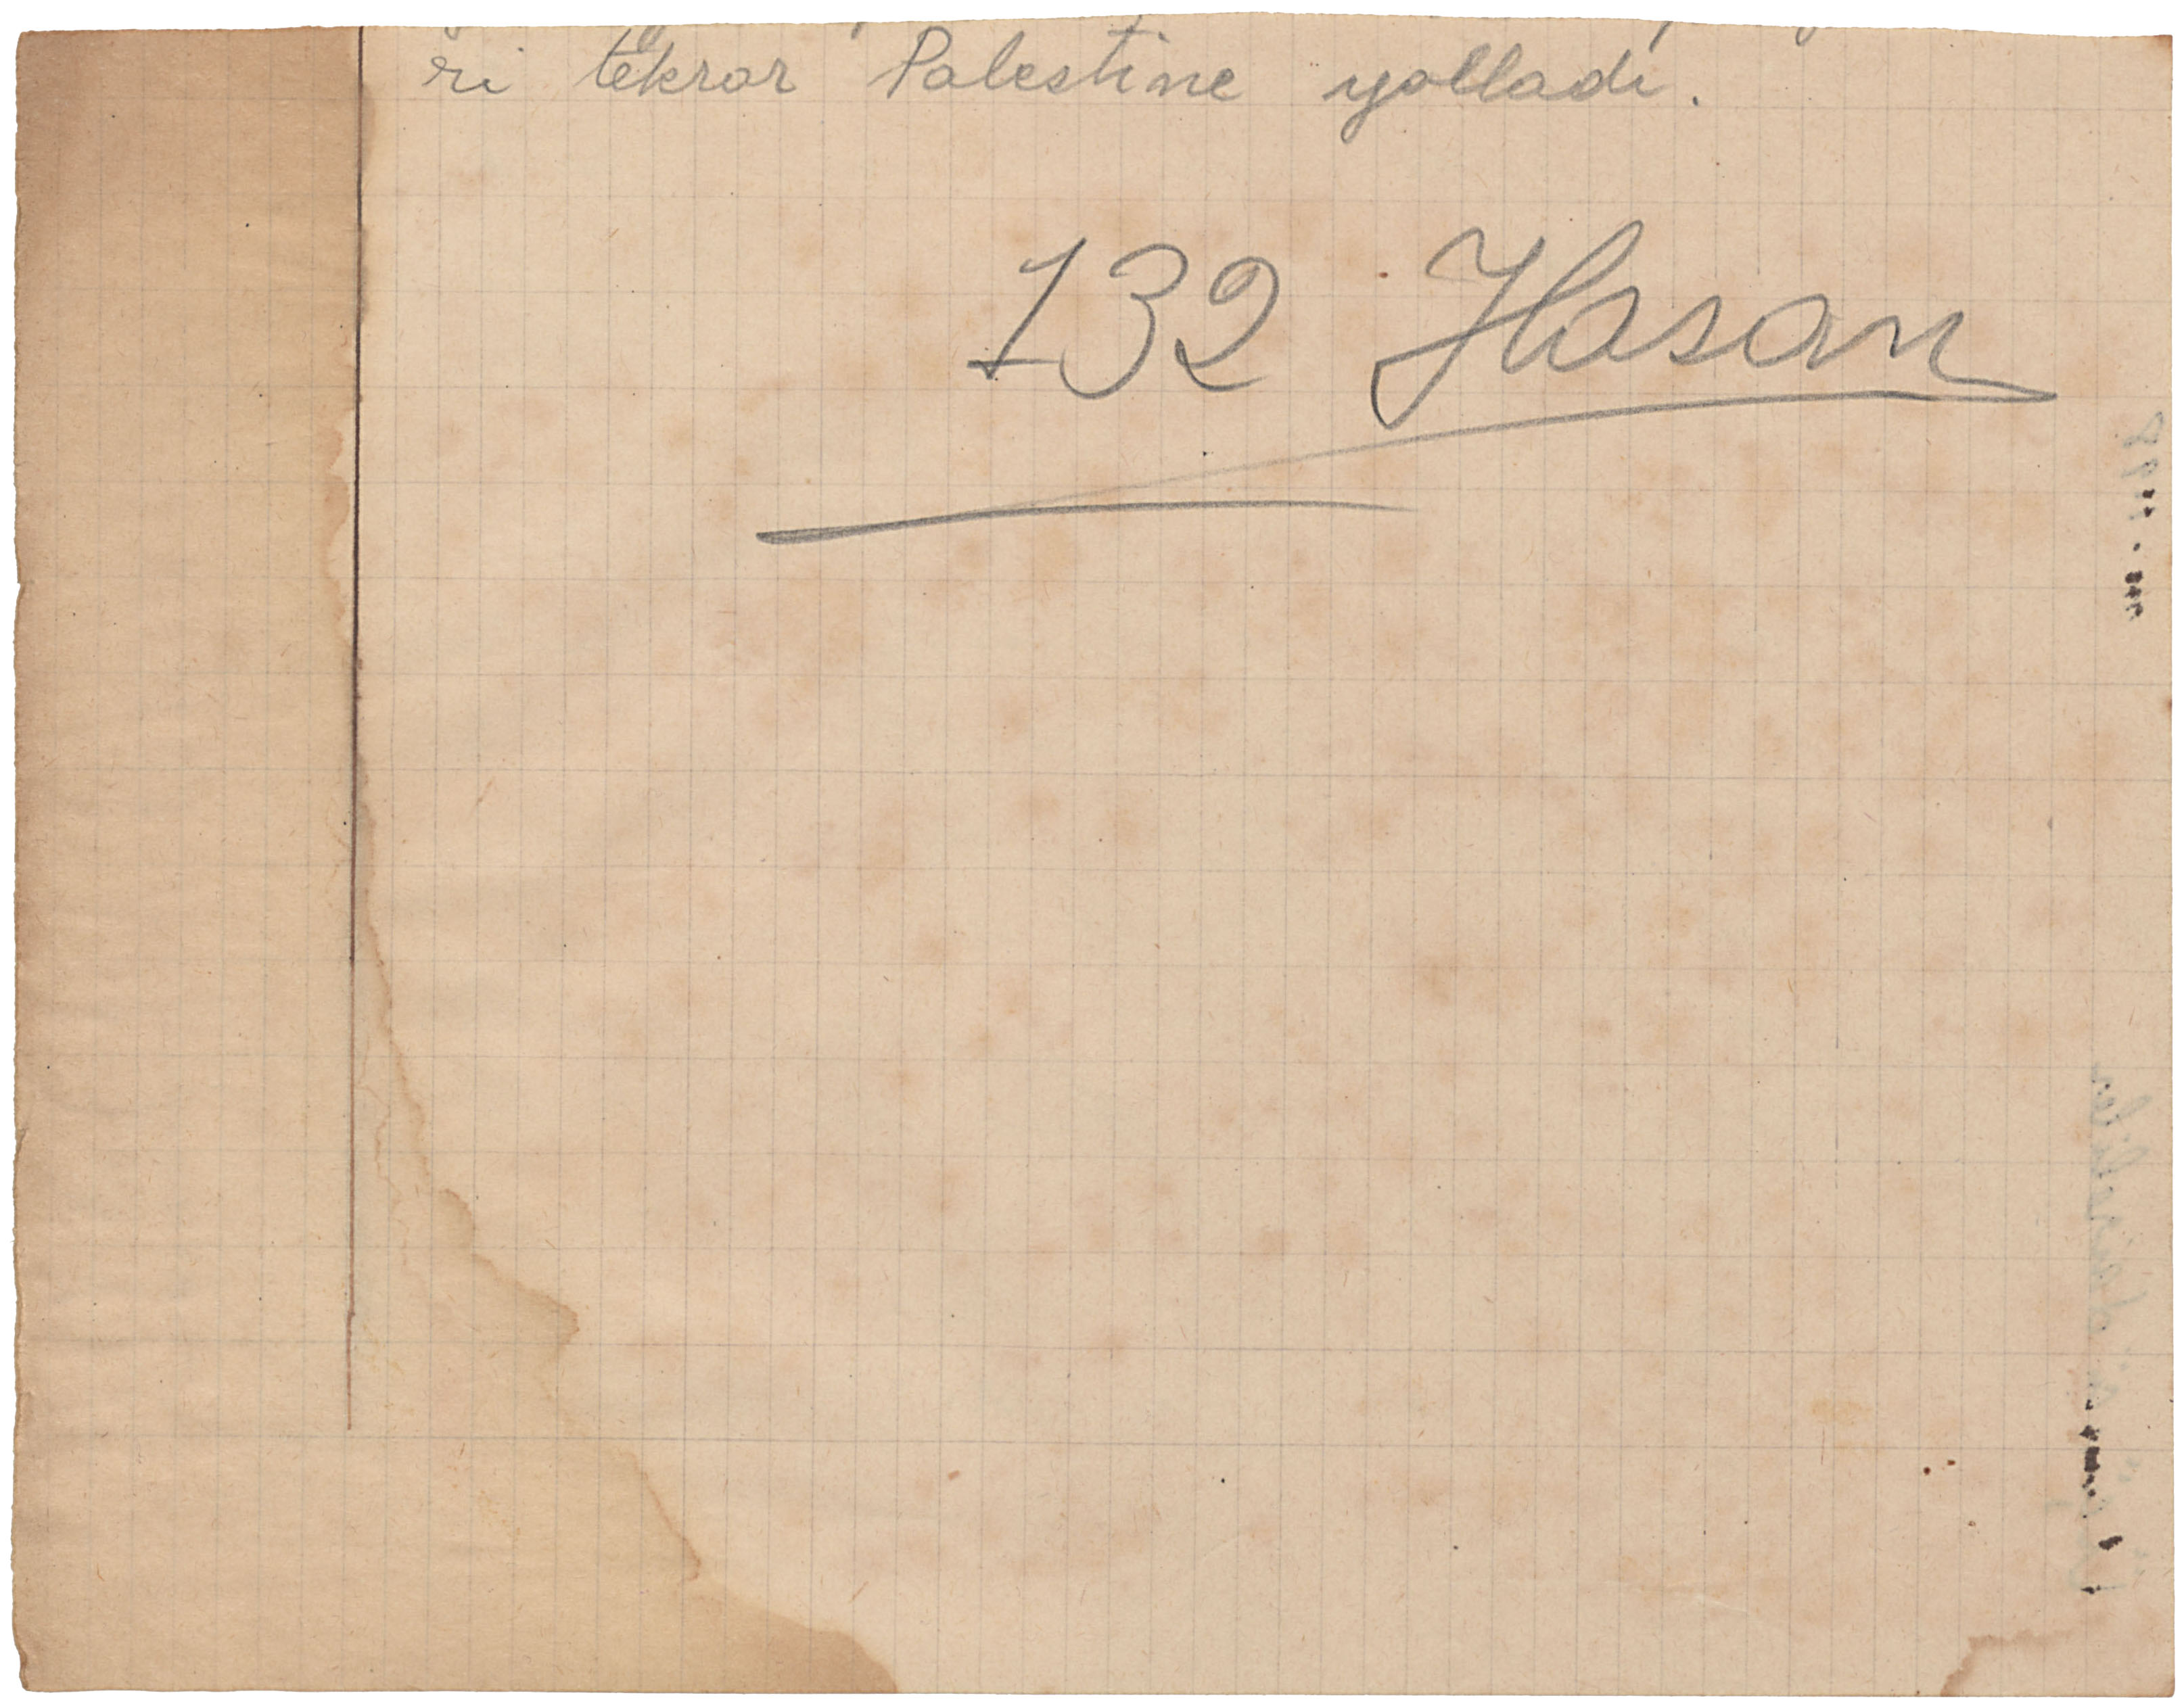 ri tekrar Palestine yolladı.
132 Hasan